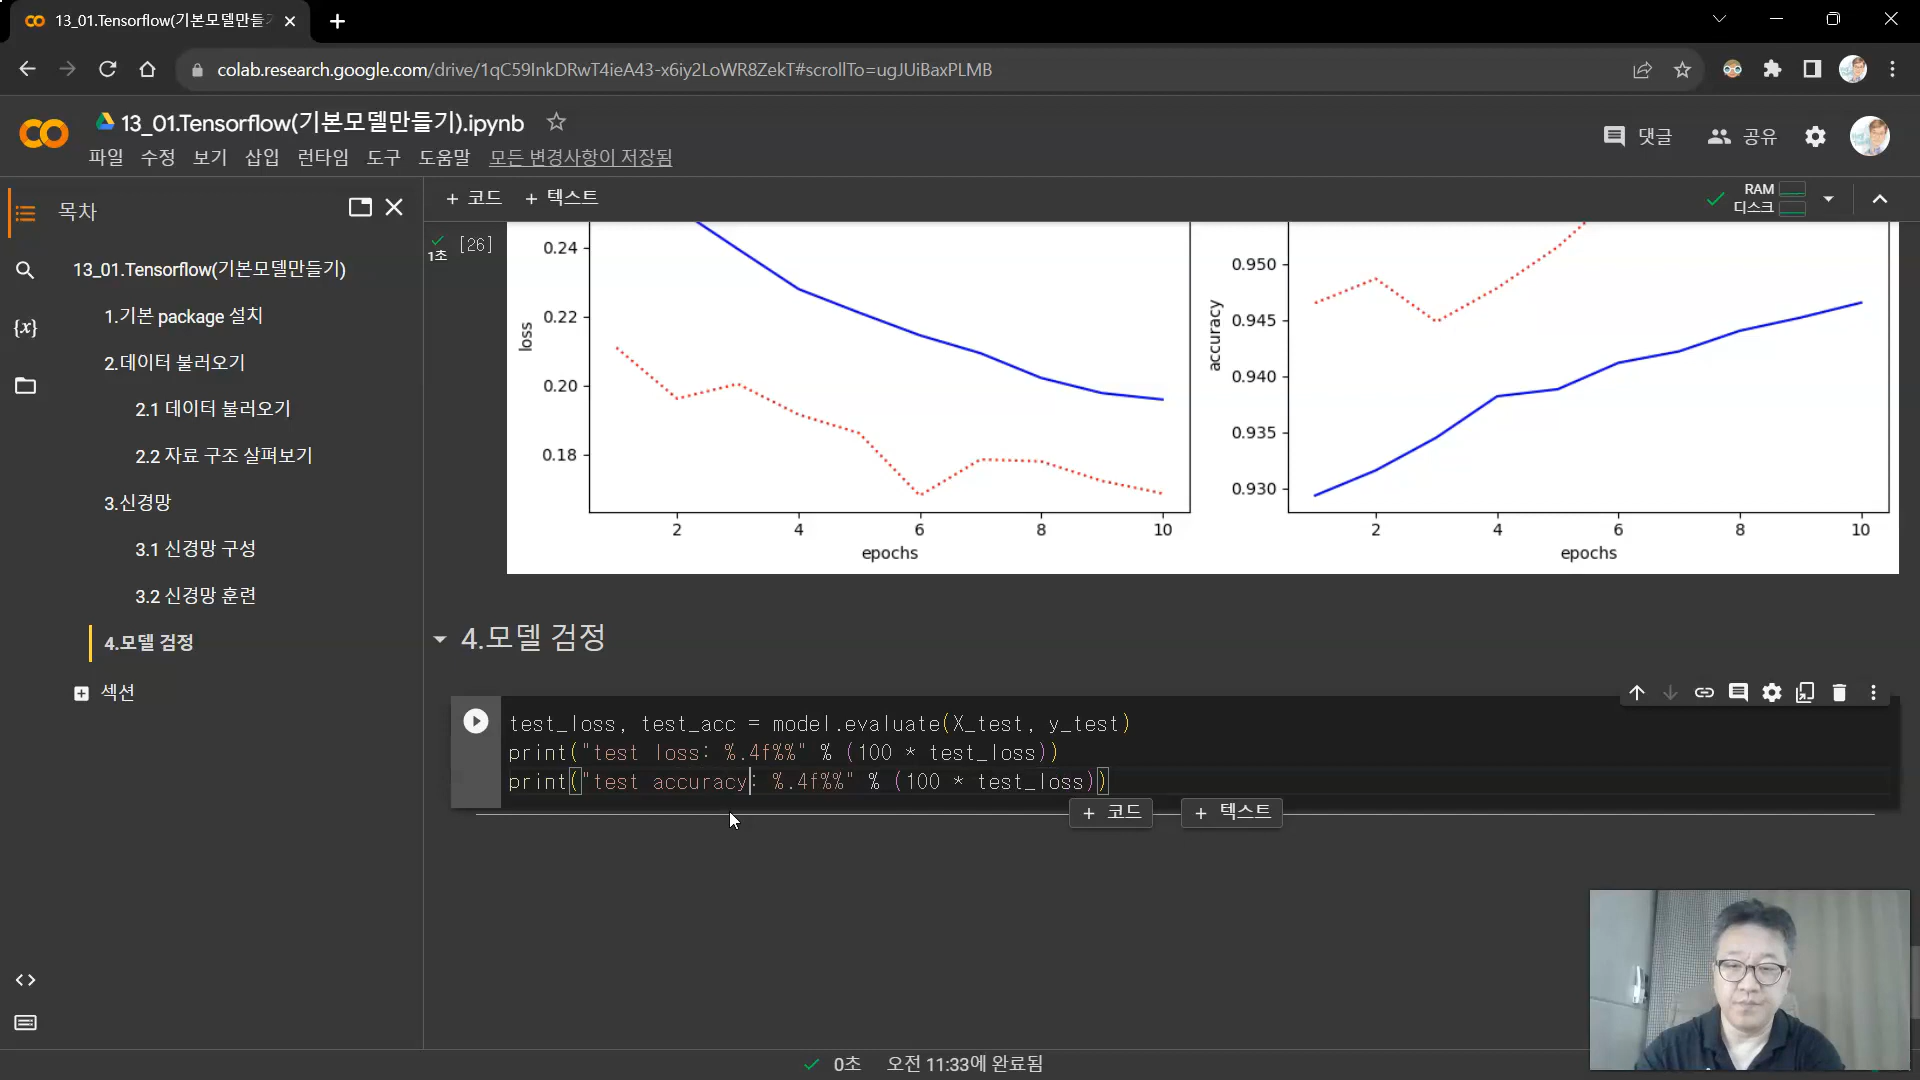 13_01.Tensorflow(기본모델만들기
colab.research.google.com/drive/1qC59InkDRwT4ieA43-x6iy2LoWR8ZekT#scrollTo=ugJUiBaxPLMB
13_01.Tensorflow(기본모델만들기).ipynb
댓글
공유
파일 수정 보기 삽입 런타임 도구 도움말 모든 변경사항이 저장됨
목차
+ 코드 + 텍스트
RAM
디스크
13_01.Tensorflow(기본모델만들기)
1.기본 package 설치
2.데이터 불러오기
2.1 데이터 불러오기
2.2 자료 구조 살펴보기
3.신경망
3.1 신경망 구성
3.2 신경망 훈련
4.모델 검정
섹션
{x}
1초
[26]
0.24
0.22
0.20
0.18
loss
2 4 6 8 10
epochs
0.950
0.945
0.940
0.935
0.930
accuracy
2 4 6 8 10
epochs
4.모델 검정
test_loss, test_acc = model.evaluate(X_test, y_test)
print("test loss: %.4f%%" % (100 * test_loss))
print("test accuracy: %.4f%%" % (100 * test_loss))
+ 코드
+ 텍스트
0초 오전 11:33에 완료됨